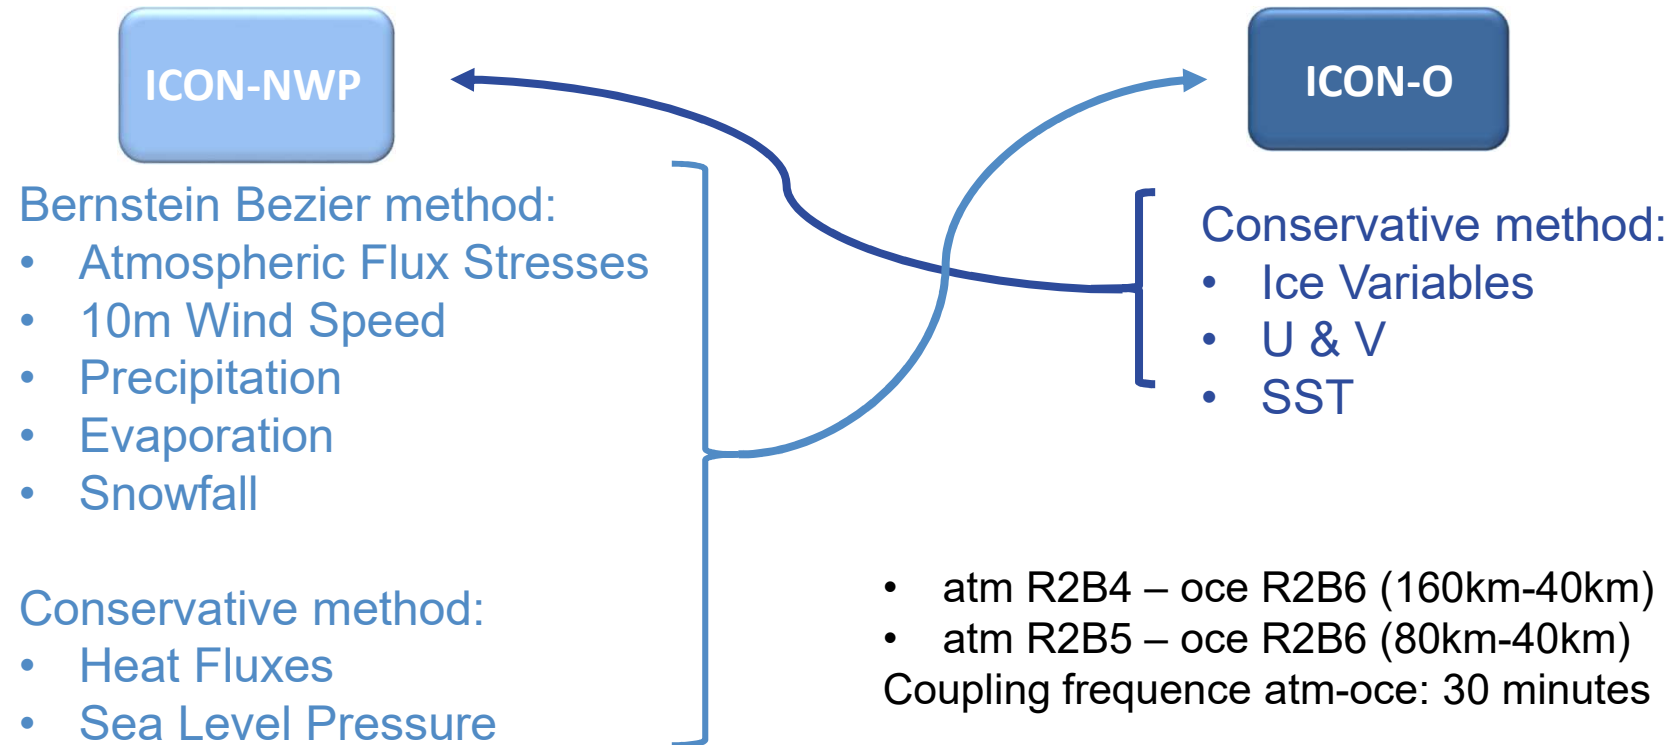 ICON-NWP
ICON-O
Bernstein Bezier method:
• Atmospheric Flux Stresses
• 10m Wind Speed
• Precipitation
• Evaporation
• Snowfall
Conservative method:
• Heat Fluxes
• Sea Level Pressure
Conservative method:
• Ice Variables
• U & V
• SST
• atm R2B4 – oce R2B6 (160km-40km)
• atm R2B5 – oce R2B6 (80km-40km)
Coupling frequence atm-oce: 30 minutes